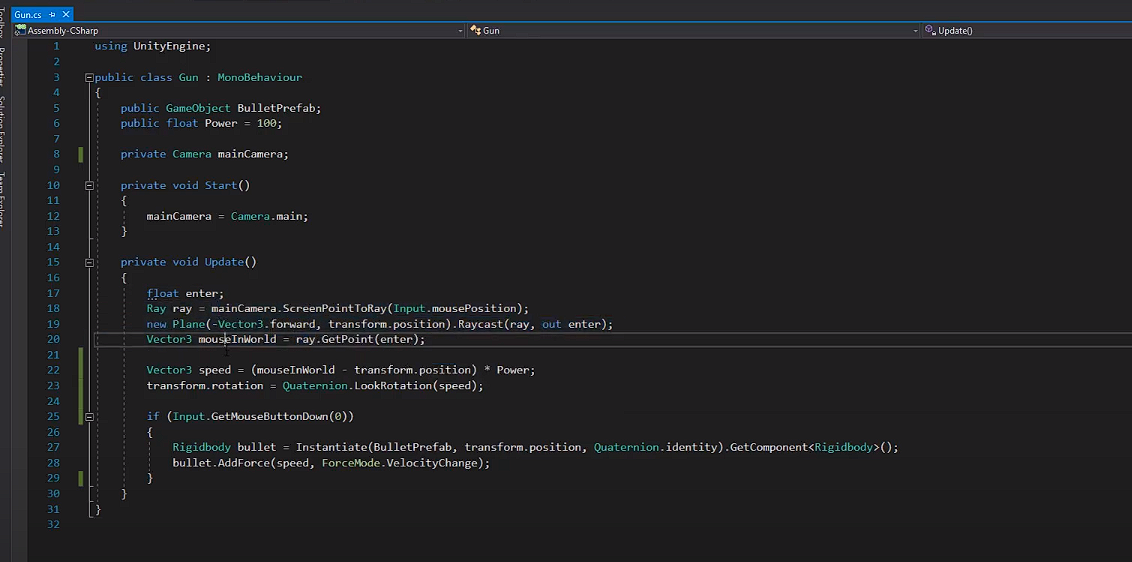 Gun.cs
Assembly-CSharp Gun Update()
Toolbox
Properties
Solution Explorer
Team Explorer
1 using UnityEngine;
2
3 public class Gun : MonoBehaviour
4 {
5 public GameObject BulletPrefab;
6 public float Power = 100;
7
8 private Camera mainCamera;
9
10 private void Start()
11 {
12 mainCamera = Camera.main;
13 }
14
15 private void Update()
16 {
17 float enter;
18 Ray ray = mainCamera.ScreenPointToRay(Input.mousePosition);
19 new Plane(-Vector3.forward, transform.position).Raycast(ray, out enter);
20 Vector3 mouseInWorld = ray.GetPoint(enter);
21
22 Vector3 speed = (mouseInWorld - transform.position) * Power;
23 transform.rotation = Quaternion.LookRotation(speed);
24
25 if (Input.GetMouseButtonDown(0))
26 {
27 Rigidbody bullet = Instantiate(BulletPrefab, transform.position, Quaternion.identity).GetComponent<Rigidbody>();
28 bullet.AddForce(speed, ForceMode.VelocityChange);
29 }
30 }
31 }
32